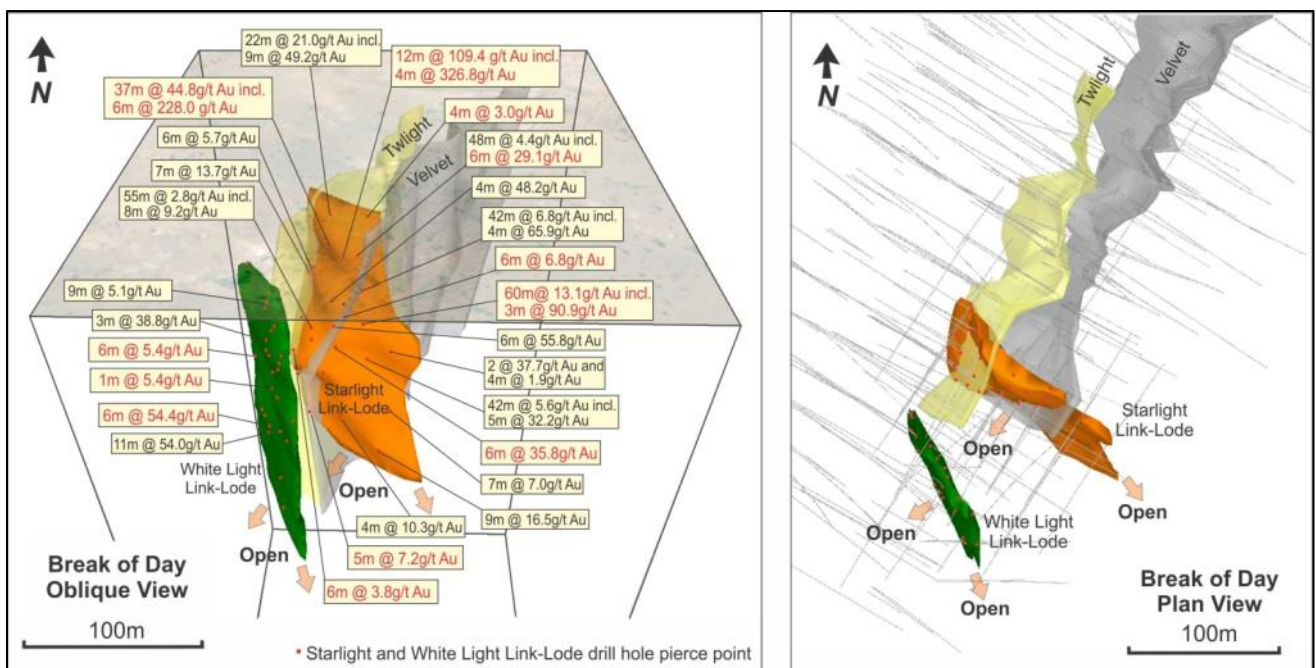 N
22m @ 21.0g/t Au incl.
9m @ 49.2g/t Au
12m @ 109.4 g/t Au incl.
4m @ 326.8g/t Au
37m @ 44.8g/t Au incl.
6m @ 228.0 g/t Au
4m @ 3.0g/t Au
6m @ 5.7g/t Au
48m @ 4.4g/t Au incl.
6m @ 29.1g/t Au
7m @ 13.7g/t Au
4m @ 48.2g/t Au
55m @ 2.8g/t Au incl.
8m @ 9.2g/t Au
42m @ 6.8g/t Au incl.
4m @ 65.9g/t Au
Twlight
Velvet
6m @ 6.8g/t Au
9m @ 5.1g/t Au
60m@ 13.1g/t Au incl.
3m @ 90.9g/t Au
3m @ 38.8g/t Au
6m @ 55.8g/t Au
6m @ 5.4g/t Au
2 @ 37.7g/t Au and
4m @ 1.9g/t Au
1m @ 5.4g/t Au
Starlight
Link-Lode
42m @ 5.6g/t Au incl.
5m @ 32.2g/t Au
6m @ 54.4g/t Au
11m @ 54.0g/t Au
6m @ 35.8g/t Au
White Light
Link-Lode
7m @ 7.0g/t Au
Open
9m @ 16.5g/t Au
4m @ 10.3g/t Au
Open
5m @ 7.2g/t Au
6m @ 3.8g/t Au
Break of Day
Oblique View
100m
Starlight and White Light Link-Lode drill hole pierce point
N
Twlight
Velvet
Starlight
Link-Lode
Open
Open
Open
White Light
Link-Lode
Open
Break of Day
Plan View
100m